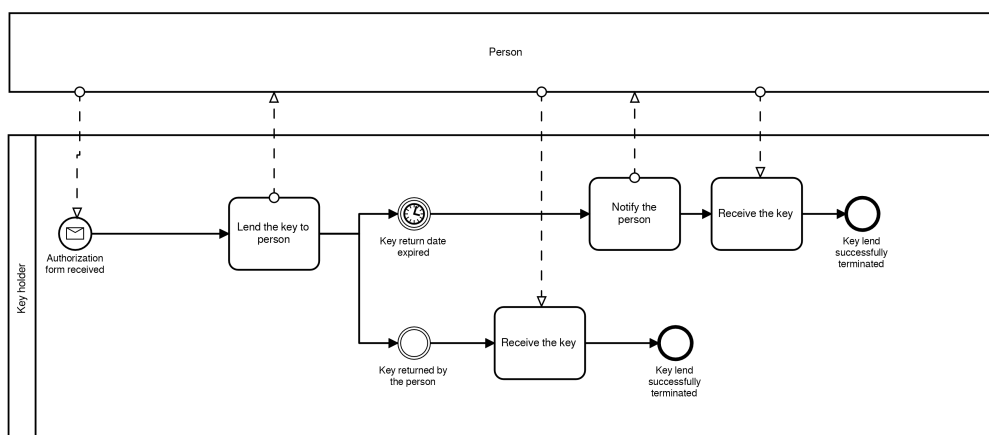 Person
Key holder
Authorization
form received
Lend the key to
person
Key return date
expired
Notify the
person
Receive the key
Key lend
successfully
terminated
Key returned by
the person
Receive the key
Key lend
successfully
terminated